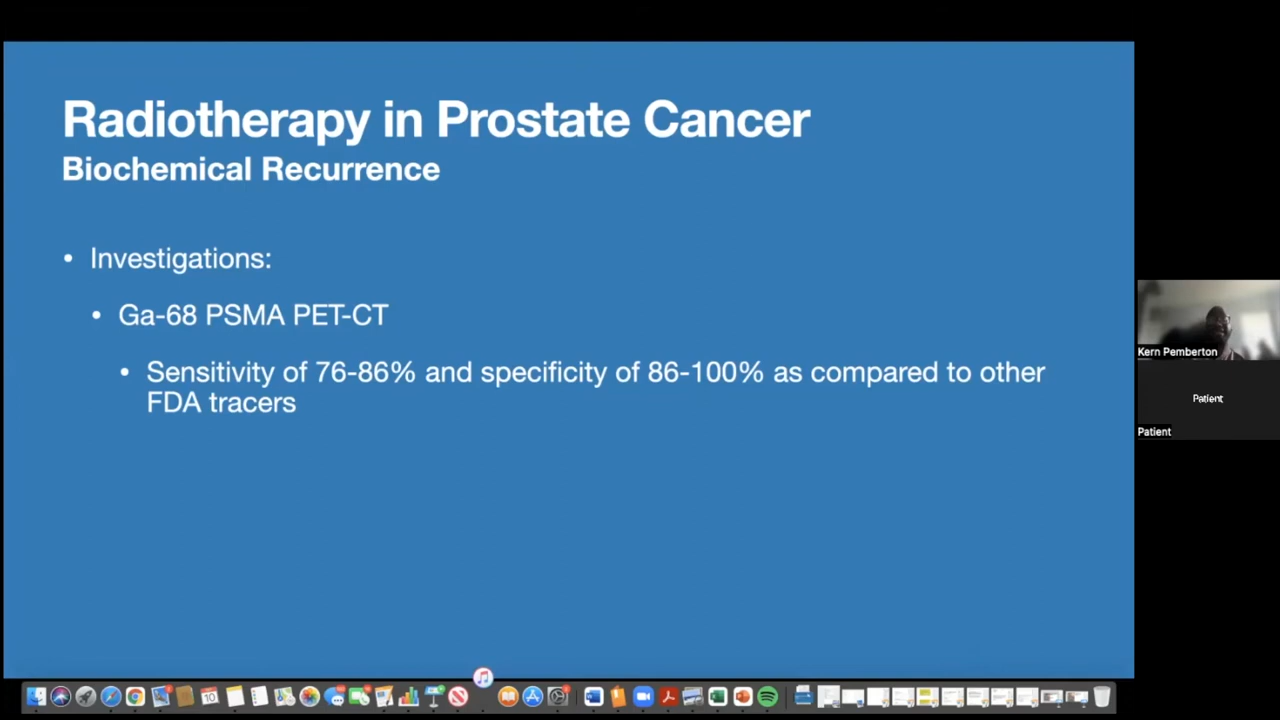 Radiotherapy in Prostate Cancer
Biochemical Recurrence
• Investigations:
• Ga-68 PSMA PET-CT
• Sensitivity of 76-86% and specificity of 86-100% as compared to other
FDA tracers
Kern Pemberton
Patient
Patient
10